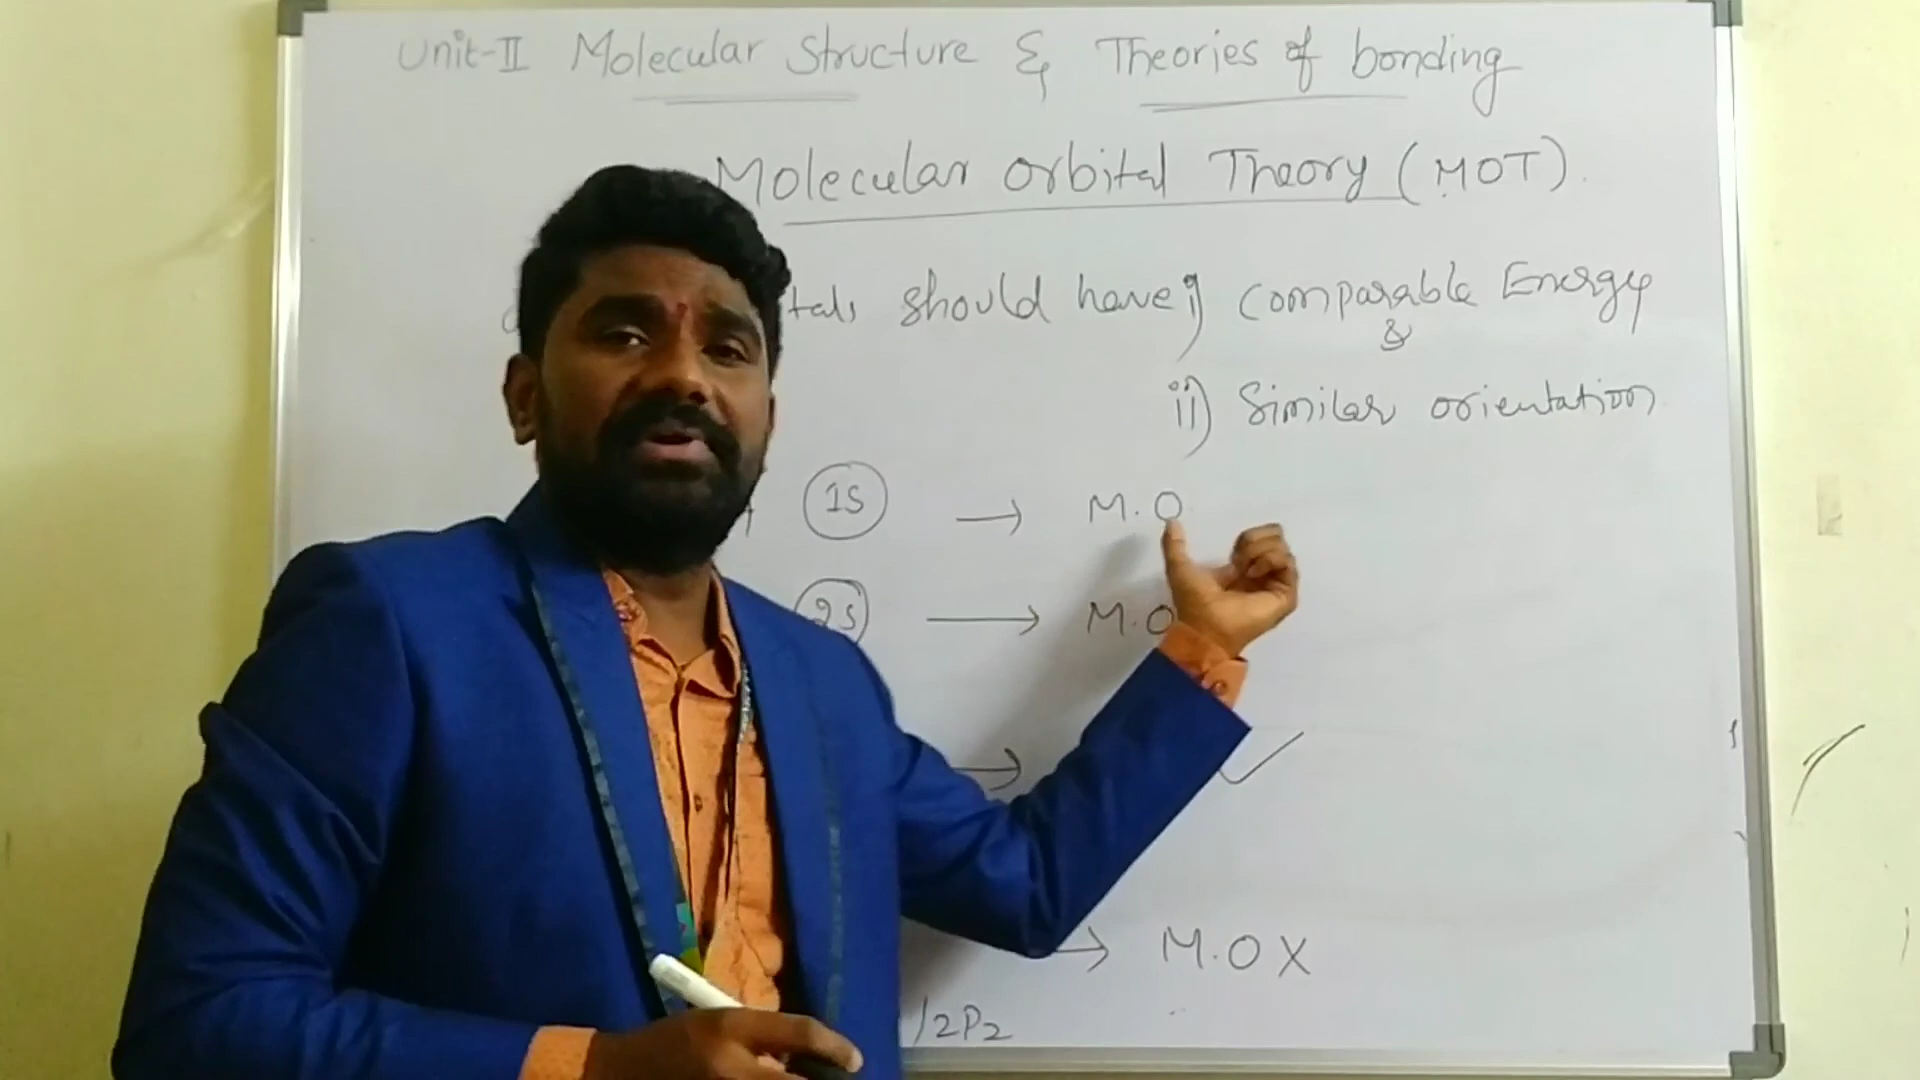 Unit-II Molecular Structure & Theories of bonding
Molecular orbital Theory (MOT).
should have i) comparable Energy
&
ii) Similar orientation
1S → M.O
2S → M.O
→ ✓
→ M.O X
/2P2